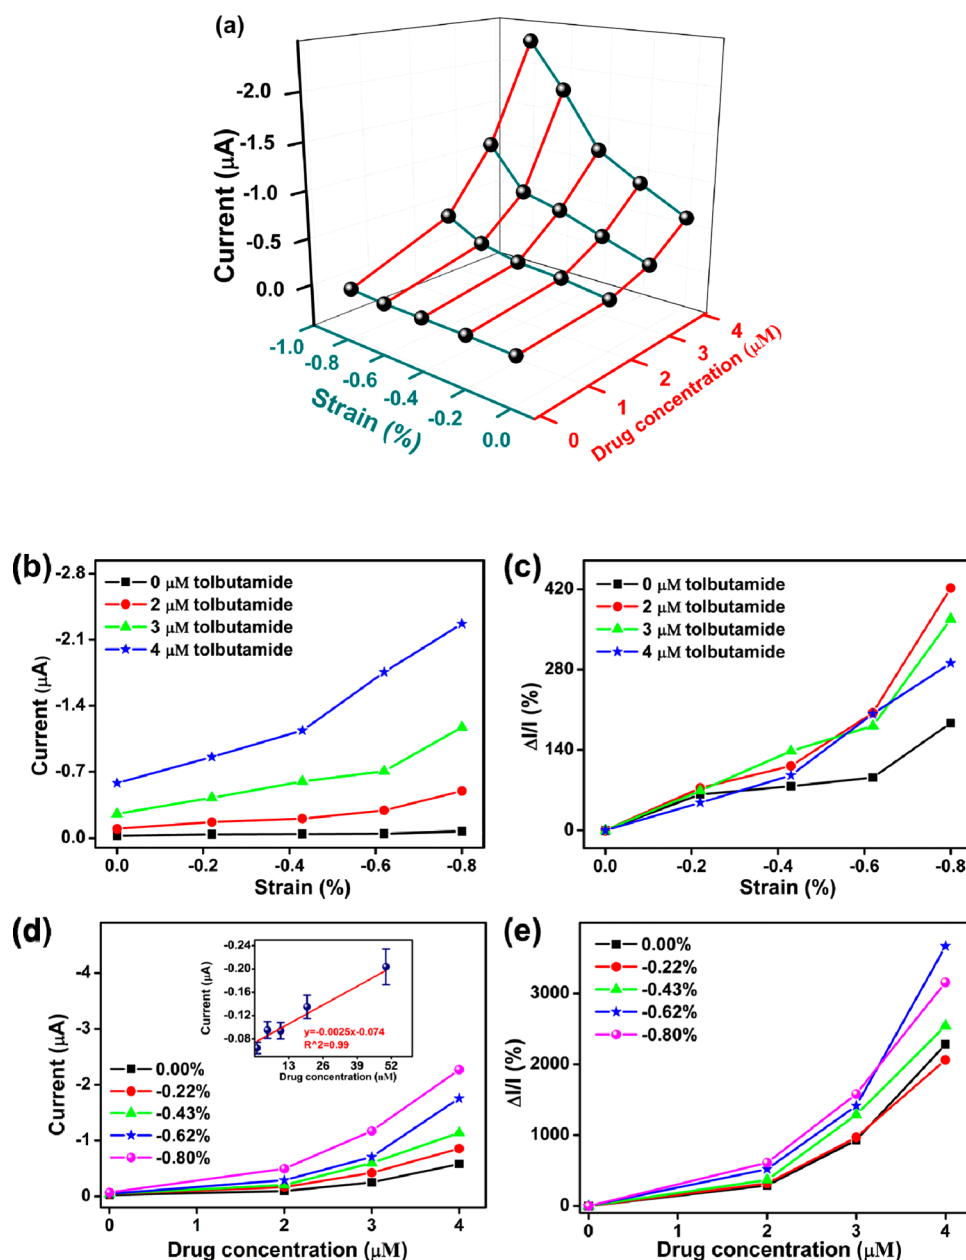 (a)
Current (μA)
-2.0
-1.5
-1.0
-0.5
0.0
-1.0
-0.8
-0.6
-0.4
-0.2
0.0
Strain (%)
0
1
2
3
4
Drug concentration (μM)
(b)
-2.8
-2.1
-1.4
-0.7
0.0
Current (μA)
0 μM tolbutamide
2 μM tolbutamide
3 μM tolbutamide
4 μM tolbutamide
0.0 -0.2 -0.4 -0.6 -0.8
Strain (%)
(c)
420
280
140
0
ΔI/I (%)
0 μM tolbutamide
2 μM tolbutamide
3 μM tolbutamide
4 μM tolbutamide
0.0 -0.2 -0.4 -0.6 -0.8
Strain (%)
(d)
-4
-3
-2
-1
0
Current (μA)
0.00%
-0.22%
-0.43%
-0.62%
-0.80%
-0.24
-0.20
-0.16
-0.12
-0.08
Current (μA)
y=-0.0025x-0.074
R^2=0.99
13 26 39 52
Drug concentration (μM)
0 1 2 3 4
Drug concentration (μM)
(e)
3000
2000
1000
0
ΔI/I (%)
0.00%
-0.22%
-0.43%
-0.62%
-0.80%
0 1 2 3 4
Drug concentration (μM)